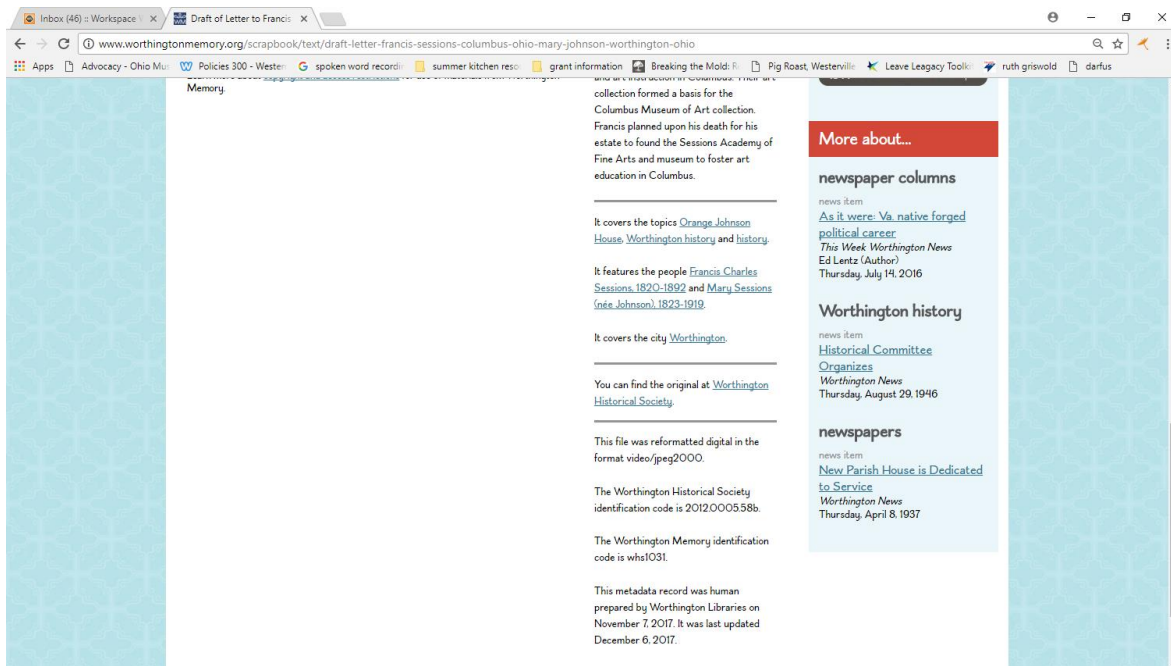 Inbox (46) :: Workspace
Draft of Letter to Francis
www.worthingtonmemory.org/scrapbook/text/draft-letter-francis-sessions-columbus-ohio-mary-johnson-worthington-ohio
Apps Advocacy - Ohio Mu Policies 300 - Wester spoken word recordi summer kitchen reso grant information Breaking the Mold: Pig Roast, Westerville Leave Leagacy Toolk ruth griswold darfus
Memory.
and art instruction in Columbus. Their art
collection formed a basis for the
Columbus Museum of Art collection.
Francis planned upon his death for his
estate to found the Sessions Academy of
Fine Arts and museum to foster art
education in Columbus.
It covers the topics Orange Johnson
House, Worthington history and history.
It features the people Francis Charles
Sessions, 1820-1892 and Mary Sessions
(née Johnson), 1823-1919.
It covers the city Worthington.
You can find the original at Worthington
Historical Society.
This file was reformatted digital in the
format video/jpeg2000.
The Worthington Historical Society
identification code is 2012.0005.58b.
The Worthington Memory identification
code is whs1031.
This metadata record was human
prepared by Worthington Libraries on
November 7, 2017. It was last updated
December 6, 2017.
More about...
newspaper columns
news item
As it were: Va. native forged
political career
This Week Worthington News
Ed Lentz (Author)
Thursday, July 14, 2016
Worthington history
news item
Historical Committee
Organizes
Worthington News
Thursday, August 29, 1946
newspapers
news item
New Parish House is Dedicated
to Service
Worthington News
Thursday, April 8, 1937